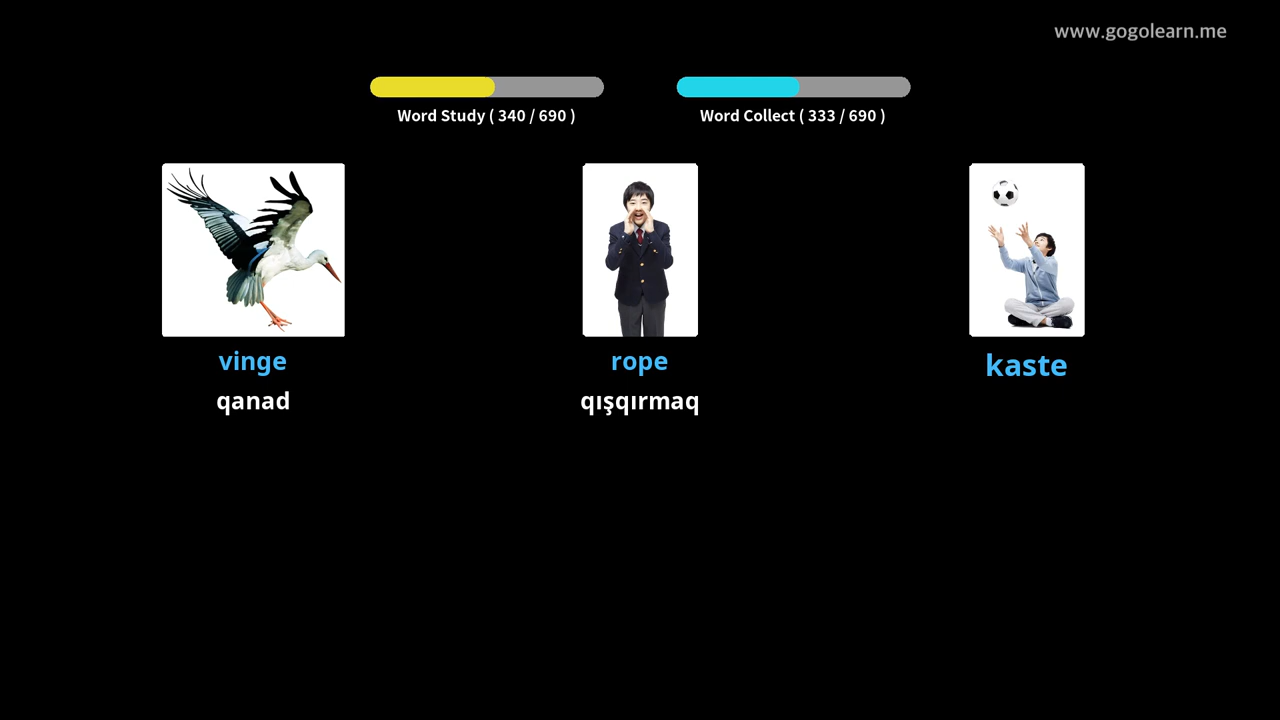 www.gogolearn.me
Word Study ( 340 / 690 )
Word Collect ( 333 / 690 )
vinge
qanad
rope
qışqırmaq
kaste